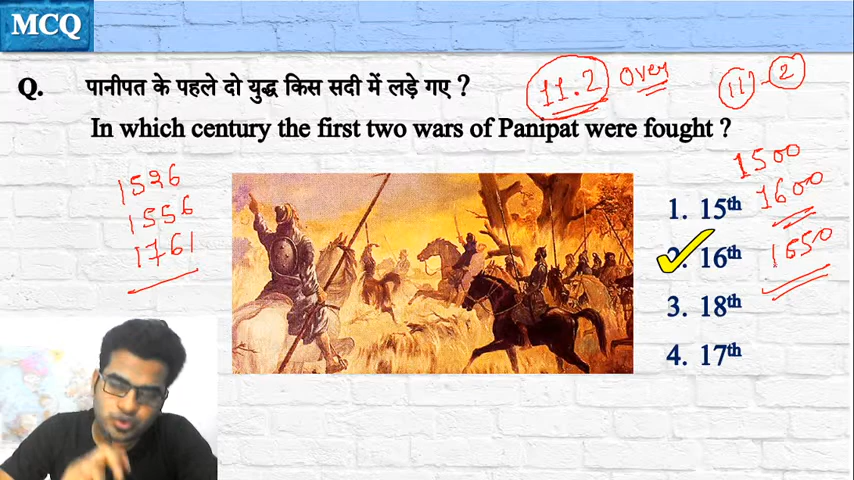 MCQ
Q. पानीपत के पहले दो युद्ध किस सदी में लड़े गए ?
11.2 over
11 - 2
In which century the first two wars of Panipat were fought ?
1526
1556
1761
1500
1600
1650
1. 15th
2. 16th
3. 18th
4. 17th